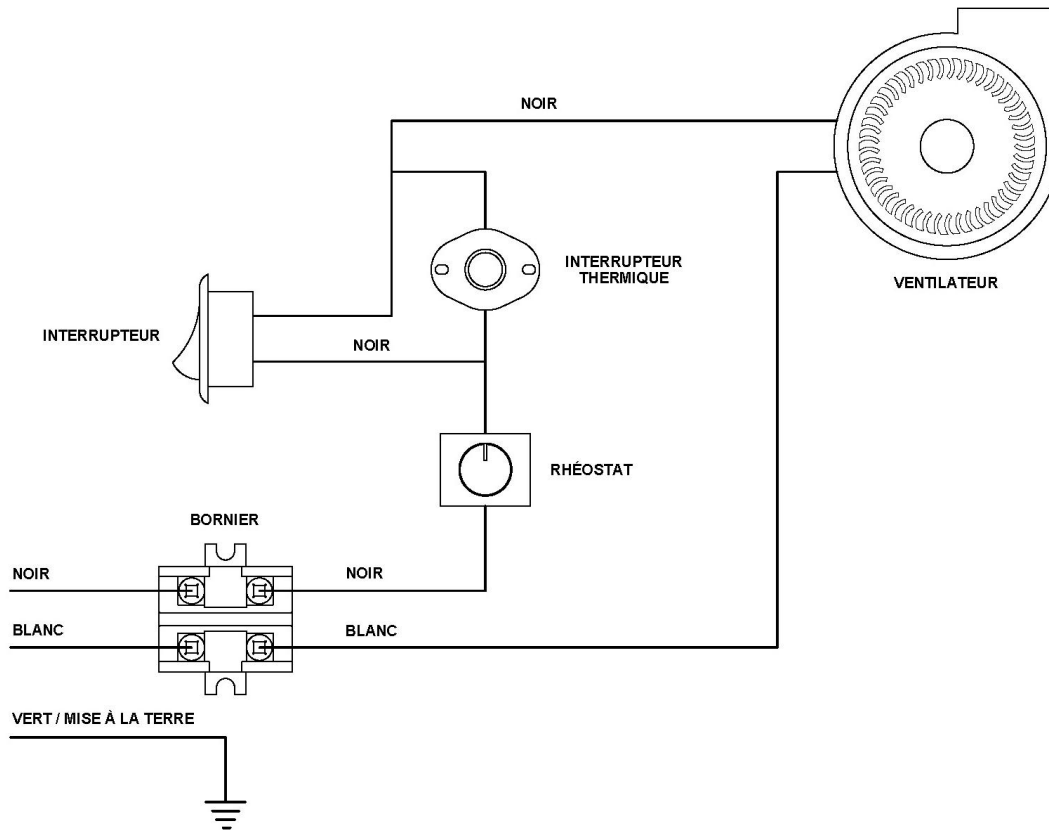 NOIR
INTERRUPTEUR
THERMIQUE
VENTILATEUR
INTERRUPTEUR
NOIR
RHÉOSTAT
BORNIER
NOIR
NOIR
BLANC
BLANC
VERT / MISE À LA TERRE